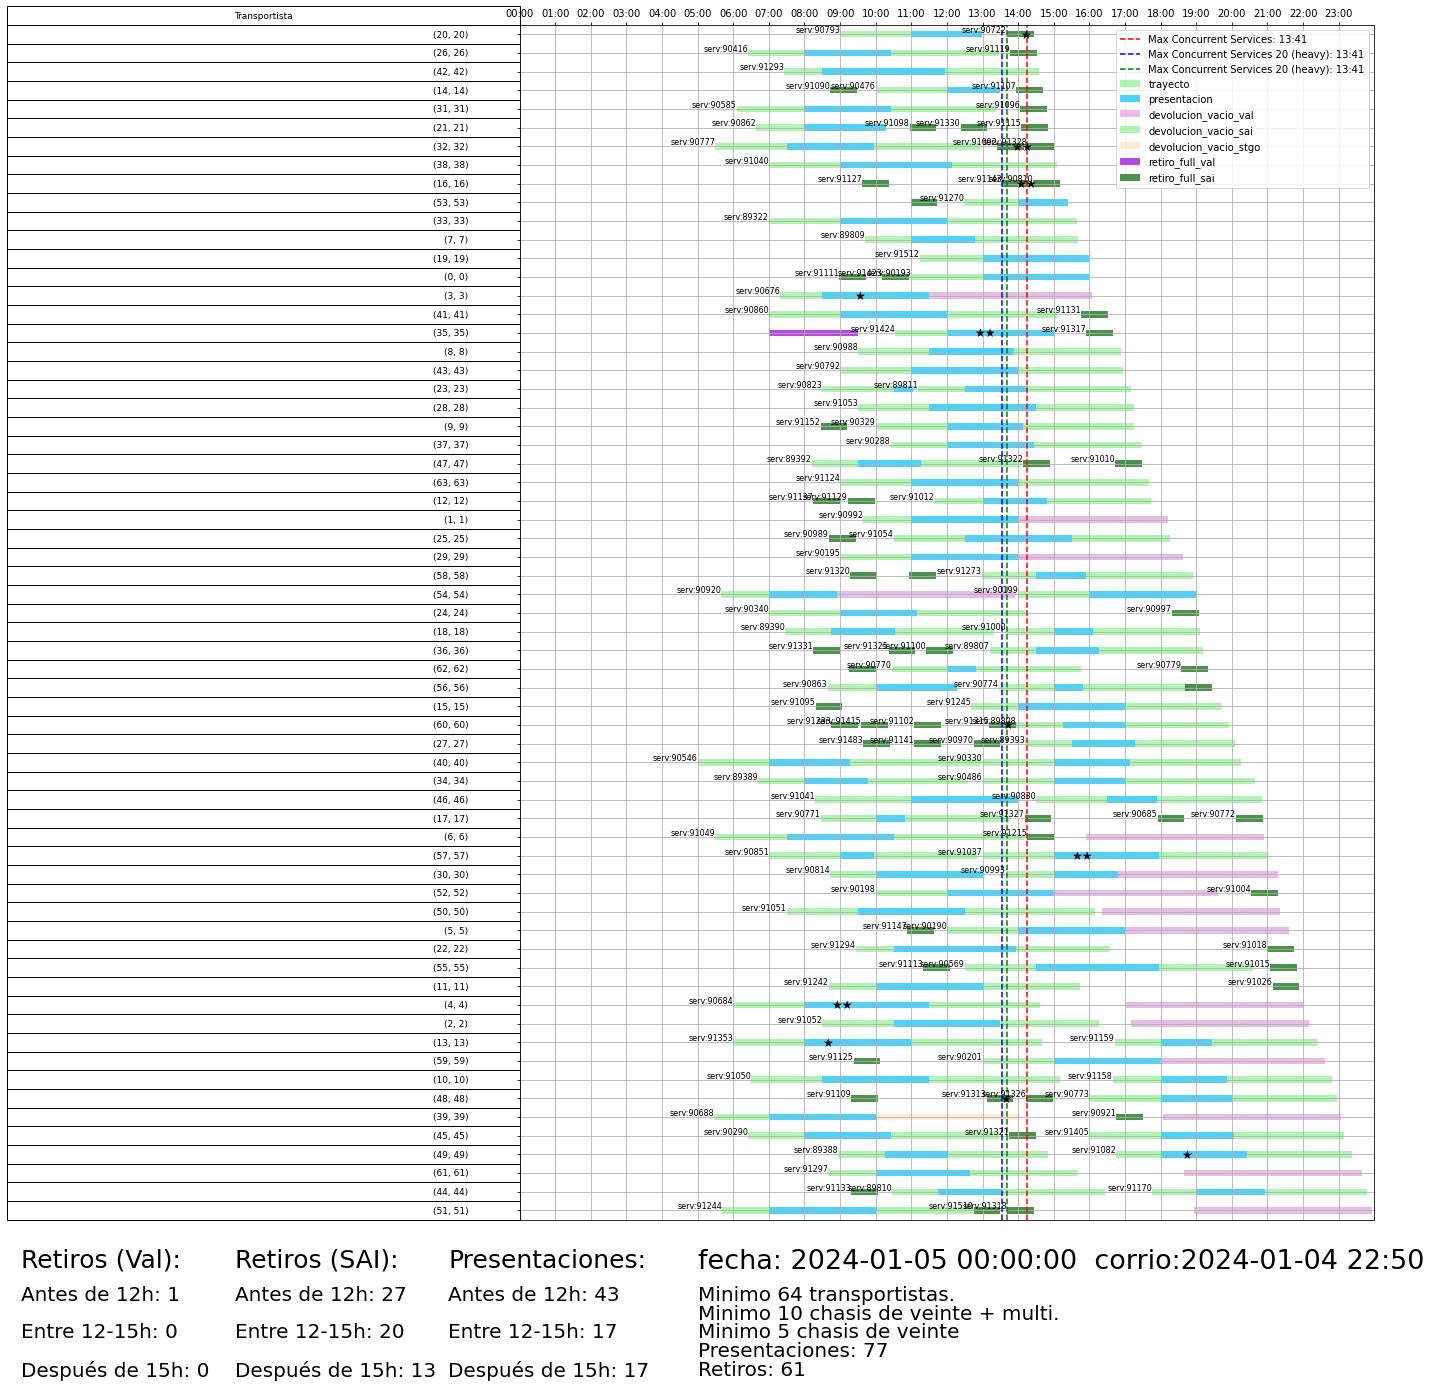 Transportista
00:00 01:00 02:00 03:00 04:00 05:00 06:00 07:00 08:00 09:00 10:00 11:00 12:00 13:00 14:00 15:00 16:00 17:00 18:00 19:00 20:00 21:00 22:00 23:00
Max Concurrent Services: 13:41
Max Concurrent Services 20 (heavy): 13:41
Max Concurrent Services 20 (heavy): 13:41
trayecto
presentacion
devolucion_vacio_val
devolucion_vacio_sai
devolucion_vacio_stgo
retiro_full_val
retiro_full_sai
(20, 20) serv:90793 serv:90722
(26, 26) serv:90416 serv:91119
(42, 42) serv:91293
(14, 14) serv:91090 serv:90476 serv:91107
(31, 31) serv:90585 serv:91096
(21, 21) serv:90862 serv:91098 serv:91330 serv:91115
(32, 32) serv:90777 serv:91328
(38, 38) serv:91040
(16, 16) serv:91127 serv:91143 serv:90810
(53, 53) serv:91270
(33, 33) serv:89322
(7, 7) serv:89809
(19, 19) serv:91512
(0, 0) serv:91111 serv:91423 serv:90193
(3, 3) serv:90676
(41, 41) serv:90860 serv:91131
(35, 35) serv:91424 serv:91317
(8, 8) serv:90988
(43, 43) serv:90792
(23, 23) serv:90823 serv:89811
(28, 28) serv:91053
(9, 9) serv:91152 serv:90329
(37, 37) serv:90288
(47, 47) serv:89392 serv:91322 serv:91010
(63, 63) serv:91124
(12, 12) serv:91137 serv:91129 serv:91012
(1, 1) serv:90992
(25, 25) serv:90989 serv:91054
(29, 29) serv:90195
(58, 58) serv:91320 serv:91273
(54, 54) serv:90920 serv:90199
(24, 24) serv:90340 serv:90997
(18, 18) serv:89390 serv:91000
(36, 36) serv:91331 serv:91325 serv:91100 serv:89807
(62, 62) serv:90770 serv:90779
(56, 56) serv:90863 serv:90774
(15, 15) serv:91095 serv:91245
(60, 60) serv:91415 serv:91102
(27, 27) serv:91483 serv:91141 serv:90970 serv:89393
(40, 40) serv:90546 serv:90330
(34, 34) serv:89389 serv:90486
(46, 46) serv:91041 serv:90830
(17, 17) serv:90771 serv:91327 serv:90685 serv:90772
(6, 6) serv:91049 serv:91215
(57, 57) serv:90851 serv:91037
(30, 30) serv:90814 serv:90993
(52, 52) serv:90198 serv:91004
(50, 50) serv:91051
(5, 5) serv:91147 serv:90190
(22, 22) serv:91294 serv:91018
(55, 55) serv:91113 serv:90569 serv:91015
(11, 11) serv:91242 serv:91026
(4, 4) serv:90684
(2, 2) serv:91052
(13, 13) serv:91353 serv:91159
(59, 59) serv:91125 serv:90201
(10, 10) serv:91050 serv:91158
(48, 48) serv:91109 serv:91313 serv:91326 serv:90773
(39, 39) serv:90688 serv:90921
(45, 45) serv:90290 serv:91321 serv:91405
(49, 49) serv:89388 serv:91082
(61, 61) serv:91297
(44, 44) serv:91133 serv:89810 serv:91170
(51, 51) serv:91244 serv:91318
Retiros (Val): Retiros (SAI): Presentaciones: fecha: 2024-01-05 00:00:00 corrio:2024-01-04 22:50
Antes de 12h: 1 Antes de 12h: 27 Antes de 12h: 43 Minimo 64 transportistas.
Minimo 10 chasis de veinte + multi.
Entre 12-15h: 0 Entre 12-15h: 20 Entre 12-15h: 17 Minimo 5 chasis de veinte
Presentaciones: 77
Después de 15h: 0 Después de 15h: 13 Después de 15h: 17 Retiros: 61